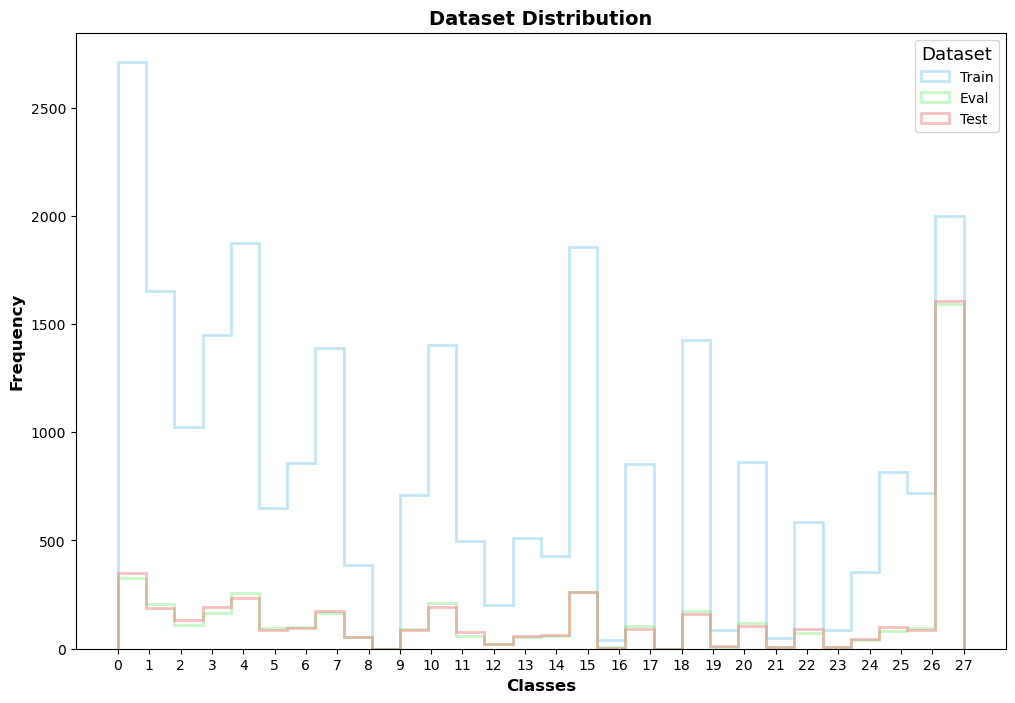 Dataset Distribution
Dataset
Train
Eval
Test
2500
2000
1500
1000
500
0
Frequency
0 1 2 3 4 5 6 7 8 9 10 11 12 13 14 15 16 17 18 19 20 21 22 23 24 25 26 27
Classes